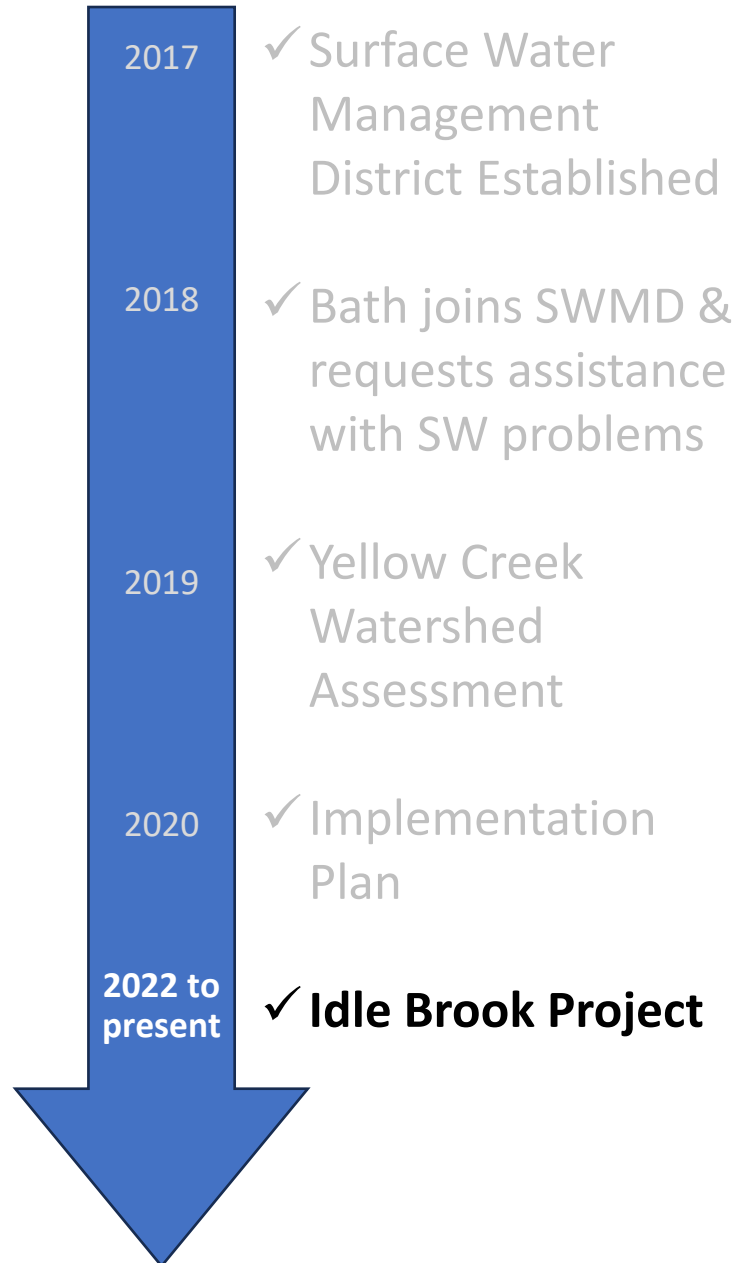 2017
✓ Surface Water
Management
District Established
2018
✓ Bath joins SWMD &
requests assistance
with SW problems
2019
✓ Yellow Creek
Watershed
Assessment
2020
✓ Implementation
Plan
2022 to
present
✓ Idle Brook Project